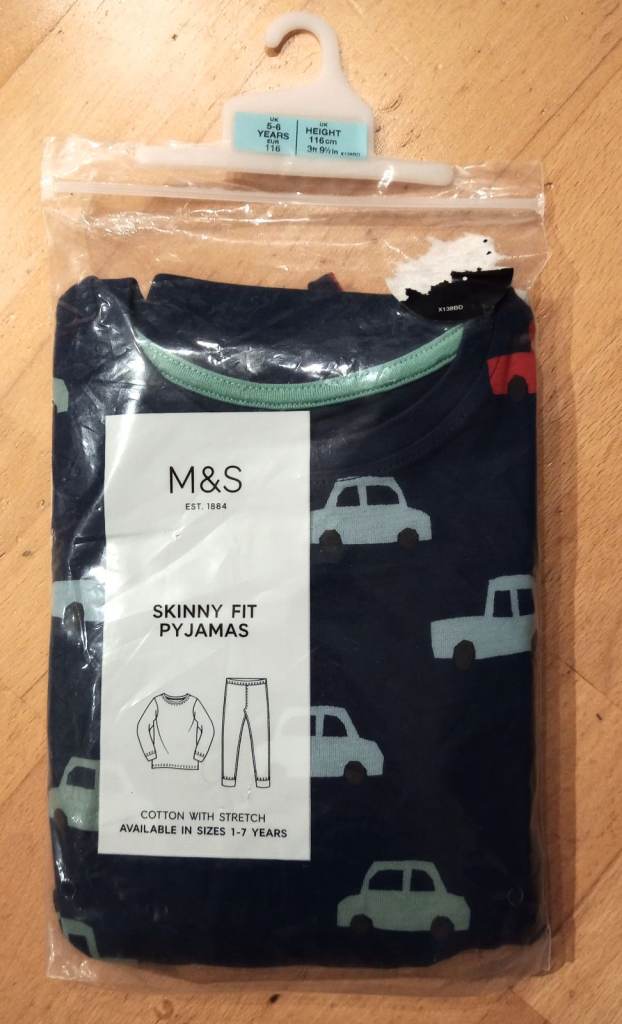 UK
5-6
YEARS
EUR
116
UK
HEIGHT
116cm
3ft 9½in X138BD
X138BD
M&S
EST. 1884
SKINNY FIT
PYJAMAS
COTTON WITH STRETCH
AVAILABLE IN SIZES 1-7 YEARS